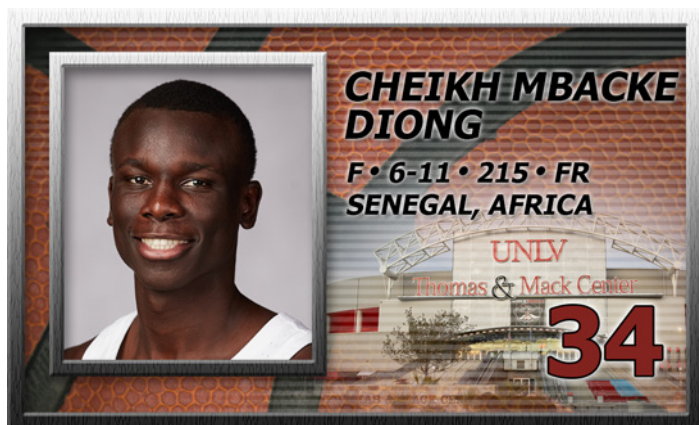 CHEIKH MBACKE
DIONG
F • 6-11 • 215 • FR
SENEGAL, AFRICA
UNLV
Thomas & Mack Center
34